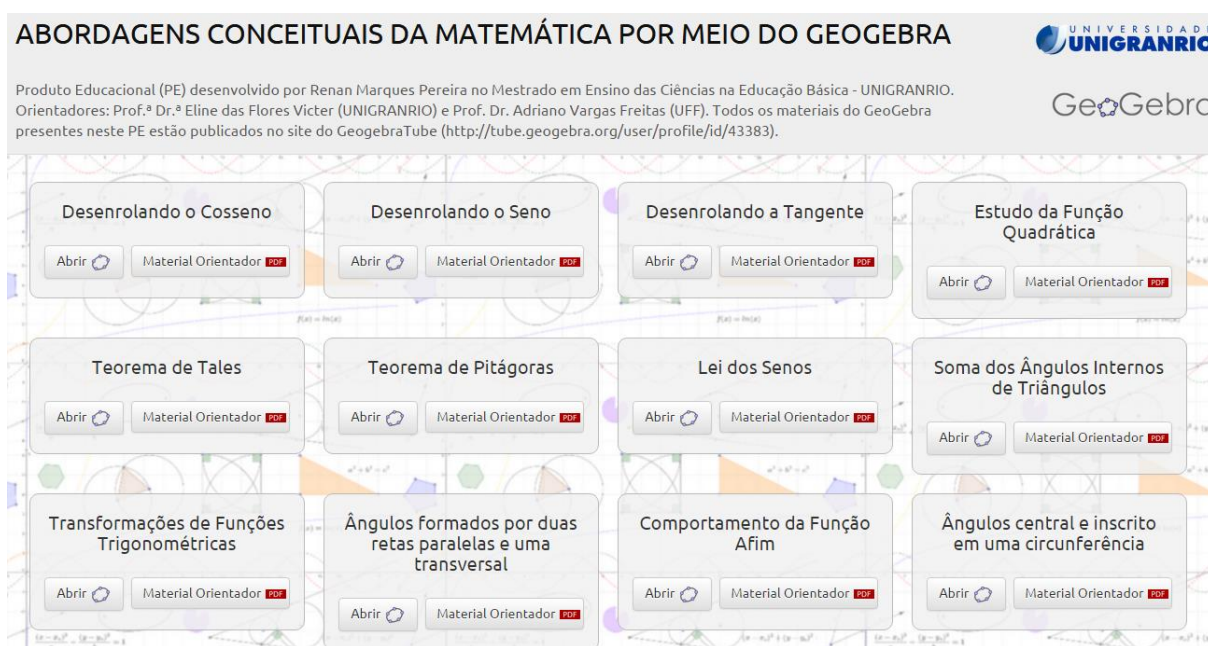 ABORDAGENS CONCEITUAIS DA MATEMÁTICA POR MEIO DO GEOGEBRA
UNIVERSIDADE
UNIGRANRIO
Produto Educacional (PE) desenvolvido por Renan Marques Pereira no Mestrado em Ensino das Ciências na Educação Básica - UNIGRANRIO.
Orientadores: Prof.ª Dr.ª Eline das Flores Victer (UNIGRANRIO) e Prof. Dr. Adriano Vargas Freitas (UFF). Todos os materiais do GeoGebra
presentes neste PE estão publicados no site do GeogebraTube (http://tube.geogebra.org/user/profile/id/43383).
GeoGebra
Desenrolando o Cosseno
Abrir
Material Orientador PDF
Desenrolando o Seno
Abrir
Material Orientador PDF
Desenrolando a Tangente
Abrir
Material Orientador PDF
Estudo da Função
Quadrática
Abrir
Material Orientador PDF
f(x) = ln(x)
f(x) = ln(x)
Teorema de Tales
Abrir
Material Orientador PDF
Teorema de Pitágoras
Abrir
Material Orientador PDF
Lei dos Senos
Abrir
Material Orientador PDF
Soma dos Ângulos Internos
de Triângulos
Abrir
Material Orientador PDF
Transformações de Funções
Trigonométricas
Abrir
Material Orientador PDF
Ângulos formados por duas
retas paralelas e uma
transversal
Abrir
Material Orientador PDF
Comportamento da Função
Afim
Abrir
Material Orientador PDF
Ângulos central e inscrito
em uma circunferência
Abrir
Material Orientador PDF